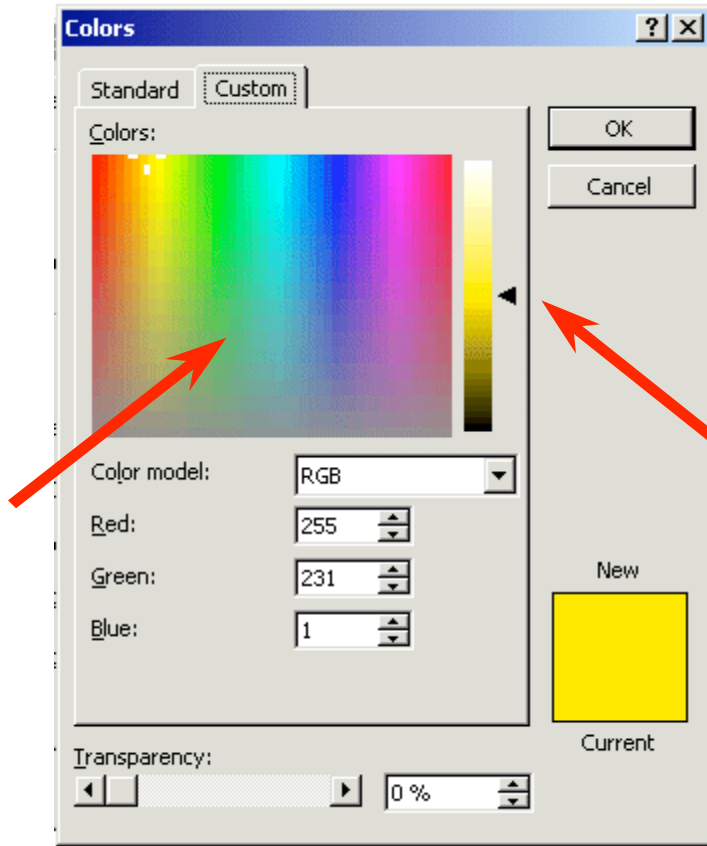 Colors
Standard Custom
Colors:
OK
Cancel
Color model: RGB
Red: 255
Green: 231
Blue: 1
New
Current
Transparency:
0 %